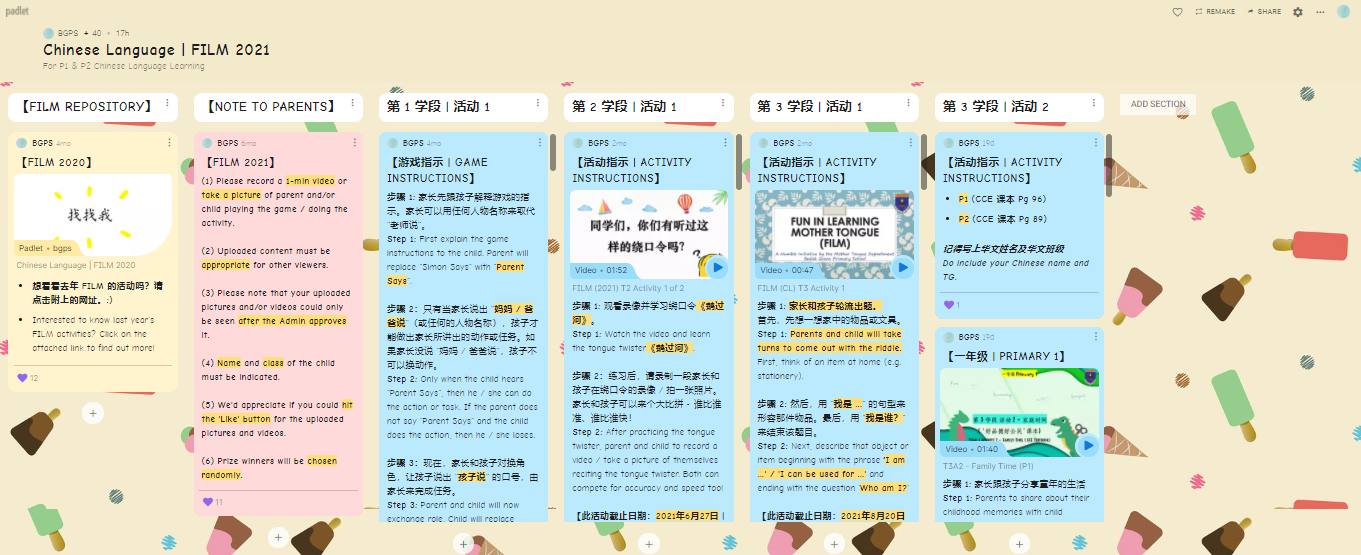 padlet
REMAKE
SHARE
BGPS + 40 • 17h
Chinese Language | FILM 2021
For P1 & P2 Chinese Language Learning
【FILM REPOSITORY】
BGPS 4mo
【FILM 2020】
找找我
Padlet • bgps
Chinese Language | FILM 2020
• 想看看去年 FILM 的活动吗？请
点击附上的网址。:)
• Interested to know last year's
FILM activities? Click on the
attached link to find out more!
12
【NOTE TO PARENTS】
BGPS 6mo
【FILM 2021】
(1) Please record a 1-min video or
take a picture of parent and/or
child playing the game / doing the
activity.
(2) Uploaded content must be
appropriate for other viewers.
(3) Please note that your uploaded
pictures and/or videos could only
be seen after the Admin approves
it.
(4) Name and class of the child
must be indicated.
(5) We'd appreciate if you could hit
the 'Like' button for the uploaded
pictures and videos.
(6) Prize winners will be chosen
randomly.
11
第 1 学段 | 活动 1
BGPS 4mo
【游戏指示 | GAME
INSTRUCTIONS】
步骤 1: 家长先跟孩子解释游戏的指
示。家长可以用任何人物名称来取代
"老师说"。
Step 1: First explain the game
instructions to the child. Parent will
replace "Simon Says" with "Parent
Says".
步骤 2: 只有当家长说出 "妈妈 / 爸
爸说"（或任何的人物名称），孩子才
能做出家长所讲出的动作或任务。如
果家长没说 "妈妈 / 爸爸说"，孩子不
可以换动作。
Step 2: Only when the child hears
"Parent Says", then he / she can do
the action or task. If the parent does
not say "Parent Says" and the child
does the action, then he / she loses.
步骤 3: 现在，家长和孩子对换角
色，让孩子说出 "孩子说" 的口号，由
家长来完成任务。
Step 3: Parent and child will now
exchange role. Child will replace
第 2 学段 | 活动 1
BGPS 2mo
【活动指示 | ACTIVITY
INSTRUCTIONS】
同学们，你们有听过这
样的绕口令吗？
Video • 01:52
FILM (2021) T2 Activity 1 of 2
步骤 1: 观看录像并学习绕口令《鹅过
河》。
Step 1: Watch the video and learn
the tongue twister《鹅过河》.
步骤 2: 练习后，请录制一段家长和
孩子在绕口令的录像 / 拍一张照片。
家长和孩子可以来个大比拼 - 谁比谁
准、谁比谁快！
Step 2: After practicing the tongue
twister, parent and child to record a
video / take a picture of themselves
reciting the tongue twister. Both can
compete for accuracy and speed too!
【此活动截止日期：2021年6月27日 |
第 3 学段 | 活动 1
BGPS 2mo
【活动指示 | ACTIVITY
INSTRUCTIONS】
FUN IN LEARNING
MOTHER TONGUE
(FILM)
Video • 00:47
FILM (CL) T3 Activity 1
步骤 1: 家长和孩子轮流出题。
首先，先想一想家中的物品或文具。
Step 1: Parents and child will take
turns to come out with the riddle.
First, think of an item at home (e.g.
stationery).
步骤 2: 然后，用 "我是 ..." 的句型来
形容那件物品。最后，用 "我是谁？"
来结束该题目。
Step 2: Next, describe that object or
item beginning with the phrase 'I am
...' / 'I can be used for ...' and
ending with the question 'Who am I?'
【此活动截止日期：2021年8月20日
第 3 学段 | 活动 2
BGPS 19d
【活动指示 | ACTIVITY
INSTRUCTIONS】
• P1 (CCE 课本 Pg 96)
• P2 (CCE 课本 Pg 89)
记得写上华文姓名及华文班级
Do include your Chinese name and
TG.
1
BGPS 19d
【一年级 | PRIMARY 1】
Video • 01:40
T3A2 - Family Time (P1)
步骤 1: 家长跟孩子分享童年的生活
Step 1: Parents to share about their
childhood memories with child
ADD SECTION